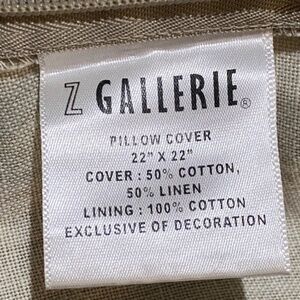 Z GALLERIE®
PILLOW COVER
22" X 22"
COVER : 50% COTTON,
50% LINEN
LINING : 100% COTTON
EXCLUSIVE OF DECORATION